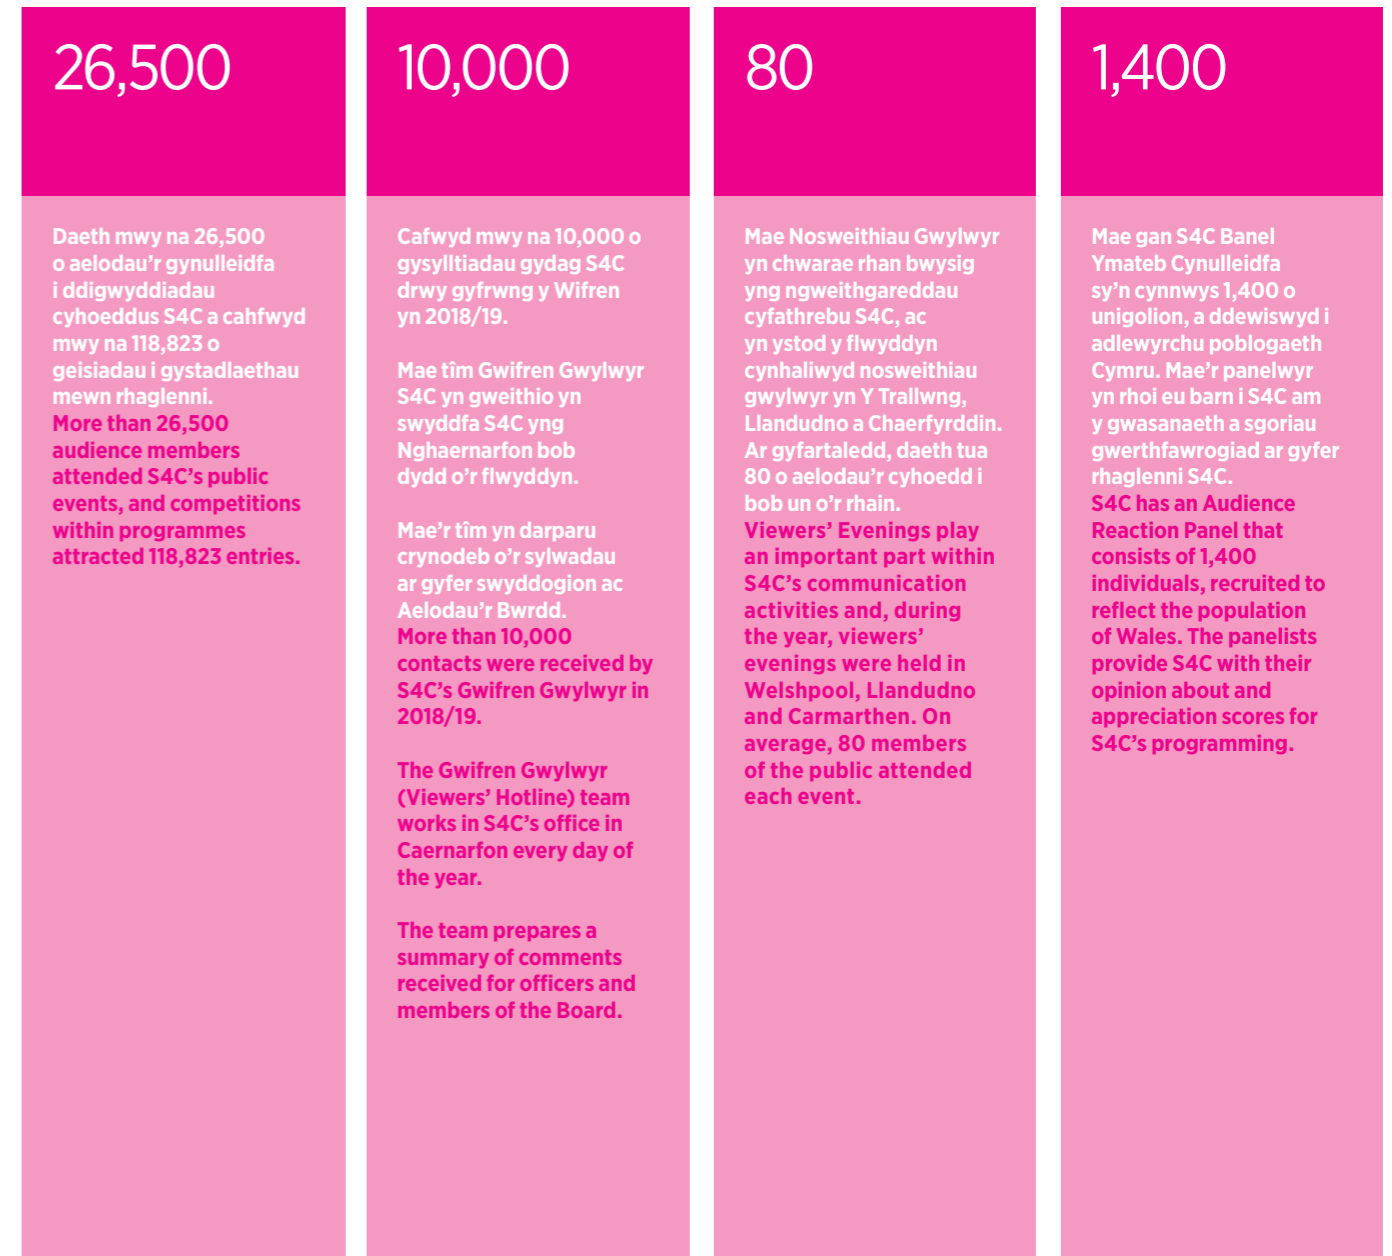 26,500
Daeth mwy na 26,500
o aelodau'r gynulleidfa
i ddigwyddiadau
cyhoeddus S4C a cahfwyd
mwy na 118,823 o
geisiadau i gystadlaethau
mewn rhaglenni.
More than 26,500
audience members
attended S4C's public
events, and competitions
within programmes
attracted 118,823 entries.
10,000
Cafwyd mwy na 10,000 o
gysylltiadau gydag S4C
drwy gyfrwng y Wifren
yn 2018/19.
Mae tîm Gwifren Gwylwyr
S4C yn gweithio yn
swyddfa S4C yng
Nghaernarfon bob
dydd o'r flwyddyn.
Mae'r tîm yn darparu
crynodeb o'r sylwadau
ar gyfer swyddogion ac
Aelodau'r Bwrdd.
More than 10,000
contacts were received by
S4C's Gwifren Gwylwyr in
2018/19.
The Gwifren Gwylwyr
(Viewers' Hotline) team
works in S4C's office in
Caernarfon every day of
the year.
The team prepares a
summary of comments
received for officers and
members of the Board.
80
Mae Nosweithiau Gwylwyr
yn chwarae rhan bwysig
yng ngweithgareddau
cyfathrebu S4C, ac
yn ystod y flwyddyn
cynhaliwyd nosweithiau
gwylwyr yn Y Trallwng,
Llandudno a Chaerfyrddin.
Ar gyfartaledd, daeth tua
80 o aelodau'r cyhoedd i
bob un o'r rhain.
Viewers' Evenings play
an important part within
S4C's communication
activities and, during
the year, viewers'
evenings were held in
Welshpool, Llandudno
and Carmarthen. On
average, 80 members
of the public attended
each event.
1,400
Mae gan S4C Banel
Ymateb Cynulleidfa
sy'n cynnwys 1,400 o
unigolion, a ddewiswyd i
adlewyrchu poblogaeth
Cymru. Mae'r panelwyr
yn rhoi eu barn i S4C am
y gwasanaeth a sgoriau
gwerthfawrogiad ar gyfer
rhaglenni S4C.
S4C has an Audience
Reaction Panel that
consists of 1,400
individuals, recruited to
reflect the population
of Wales. The panelists
provide S4C with their
opinion about and
appreciation scores for
S4C's programming.